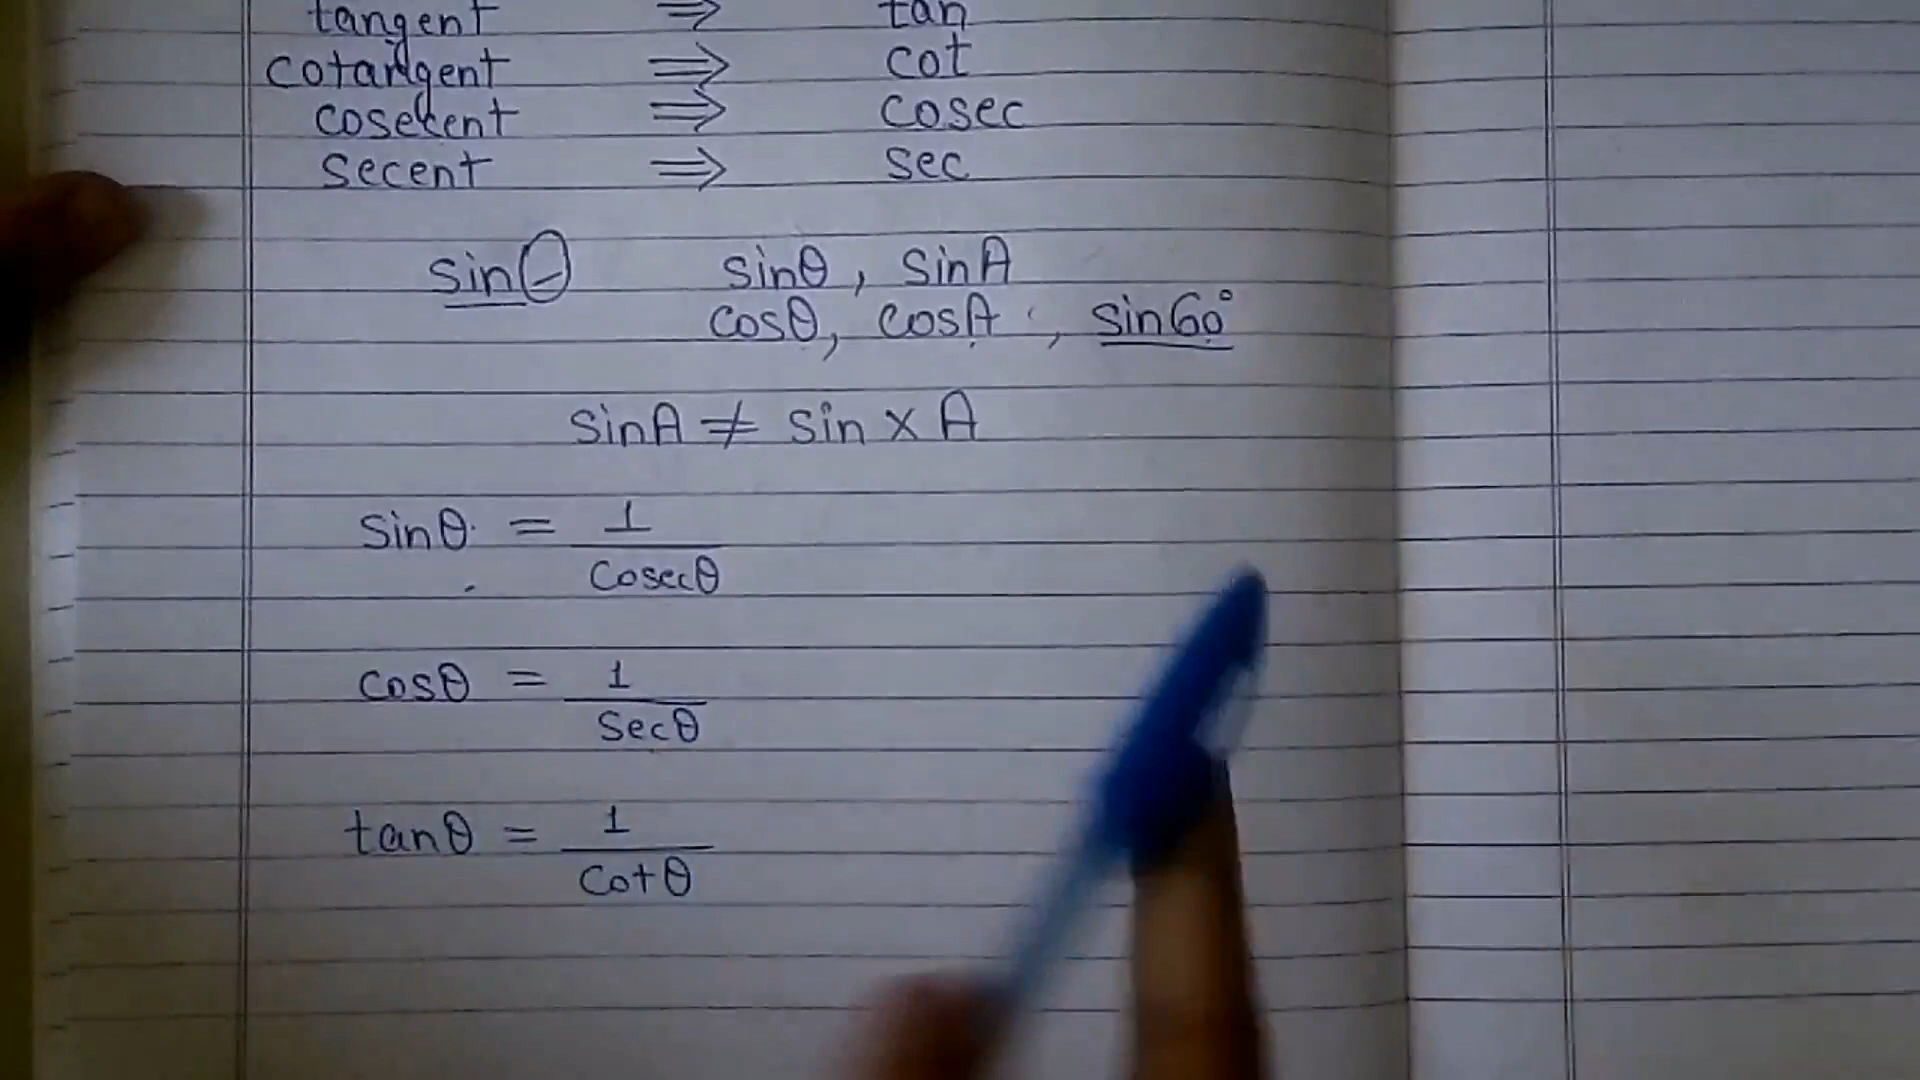 tangent ⇒ tan
cotangent ⇒ cot
cosecent ⇒ cosec
secent ⇒ sec
sinθ sinθ, sinA
cosθ, cosA, sin60°
sinA ≠ sin × A
sinθ = 1
cosecθ
cosθ = 1
secθ
tanθ = 1
cotθ